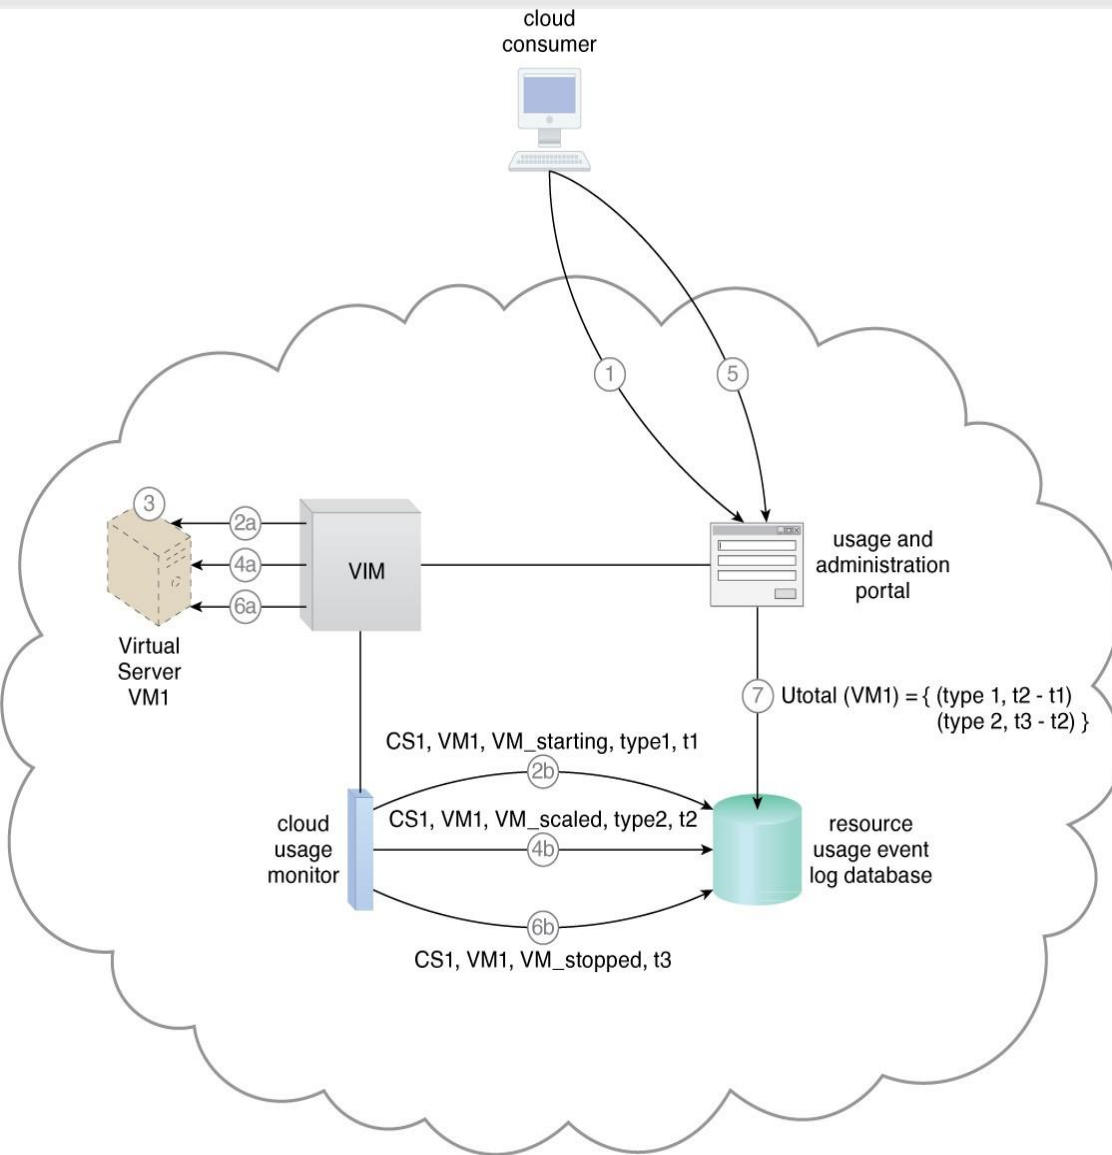 cloud
consumer
1
5
3
2a
4a
6a
VIM
Virtual
Server
VM1
usage and
administration
portal
7
Utotal (VM1) = { (type 1, t2 - t1)
(type 2, t3 - t2) }
CS1, VM1, VM_starting, type1, t1
2b
CS1, VM1, VM_scaled, type2, t2
4b
6b
CS1, VM1, VM_stopped, t3
cloud
usage
monitor
resource
usage event
log database